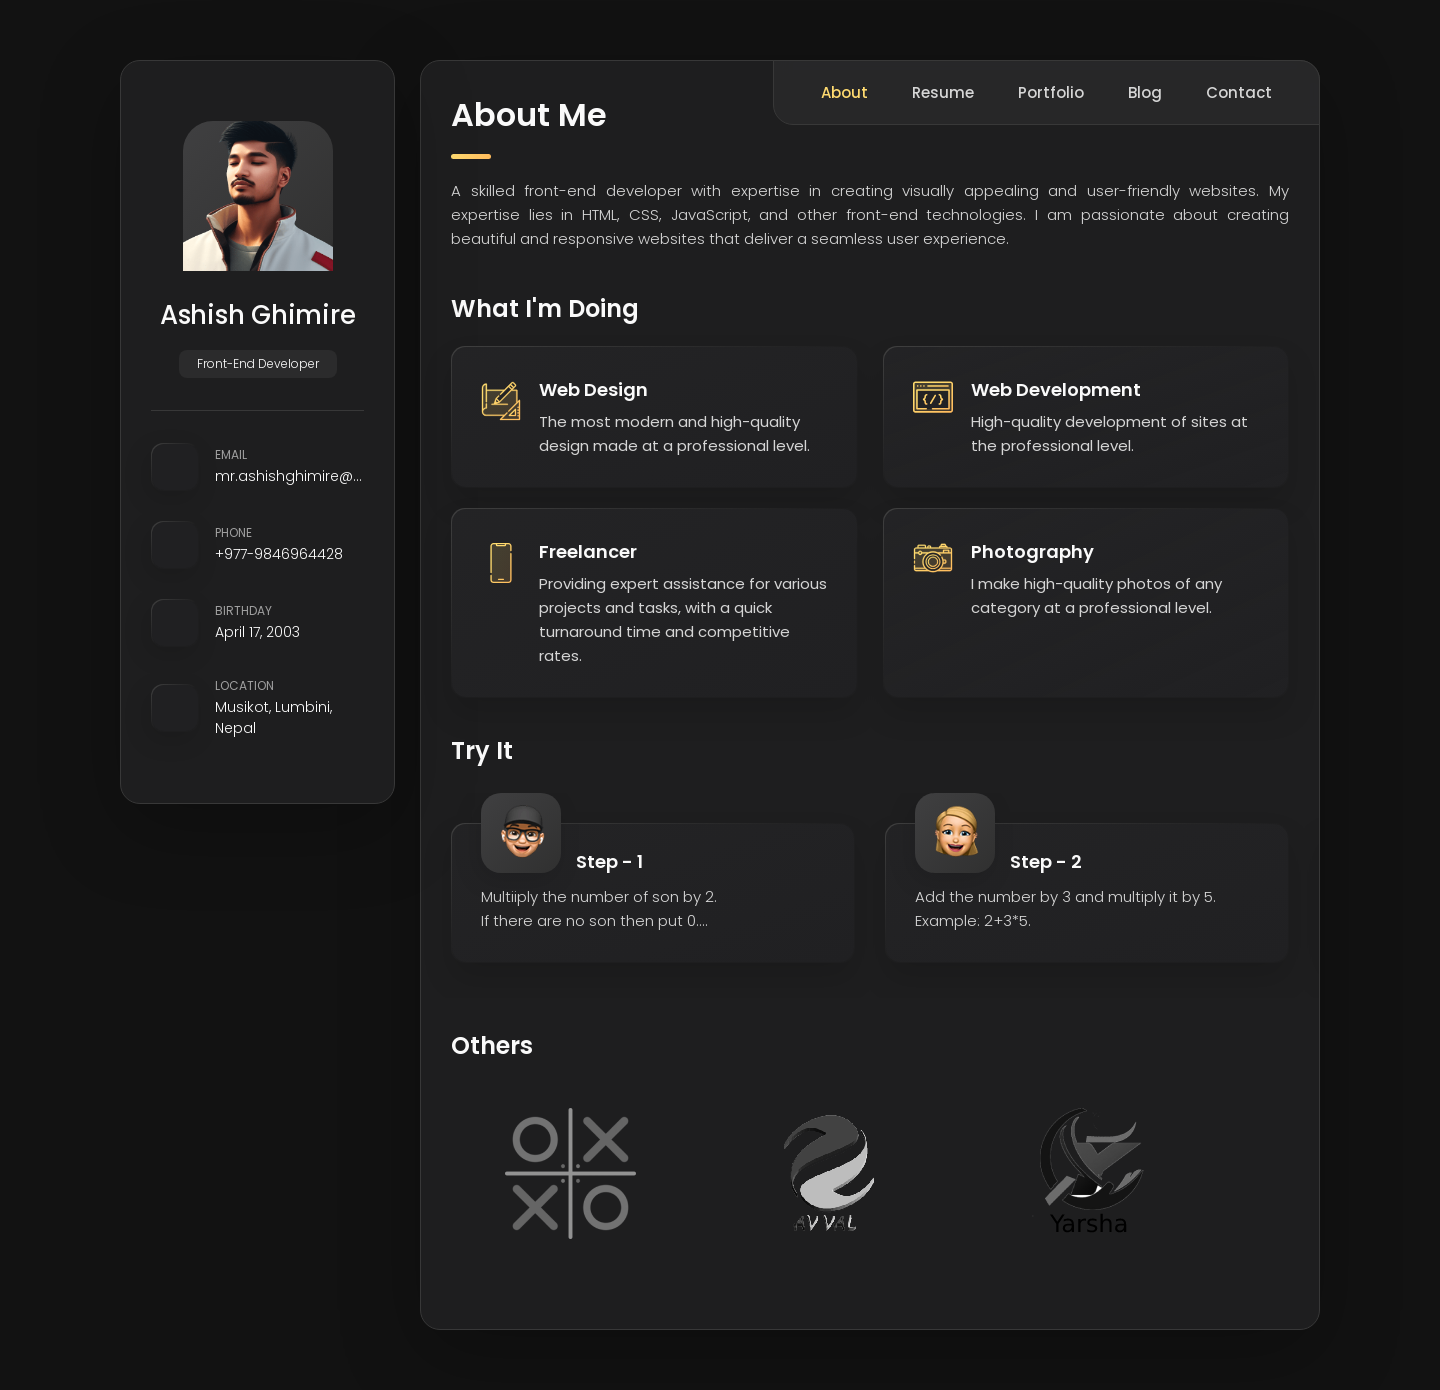 Ashish Ghimire
Front-End Developer
EMAIL
mr.ashishghimire@...
PHONE
+977-9846964428
BIRTHDAY
April 17, 2003
LOCATION
Musikot, Lumbini,
Nepal
About
Resume
Portfolio
Blog
Contact
About Me
A skilled front-end developer with expertise in creating visually appealing and user-friendly websites. My
expertise lies in HTML, CSS, JavaScript, and other front-end technologies. I am passionate about creating
beautiful and responsive websites that deliver a seamless user experience.
What I'm Doing
Web Design
The most modern and high-quality
design made at a professional level.
Web Development
High-quality development of sites at
the professional level.
Freelancer
Providing expert assistance for various
projects and tasks, with a quick
turnaround time and competitive
rates.
Photography
I make high-quality photos of any
category at a professional level.
Try It
Step - 1
Multiiply the number of son by 2.
If there are no son then put 0....
Step - 2
Add the number by 3 and multiply it by 5.
Example: 2+3*5.
Others
AVVAL
Yarsha